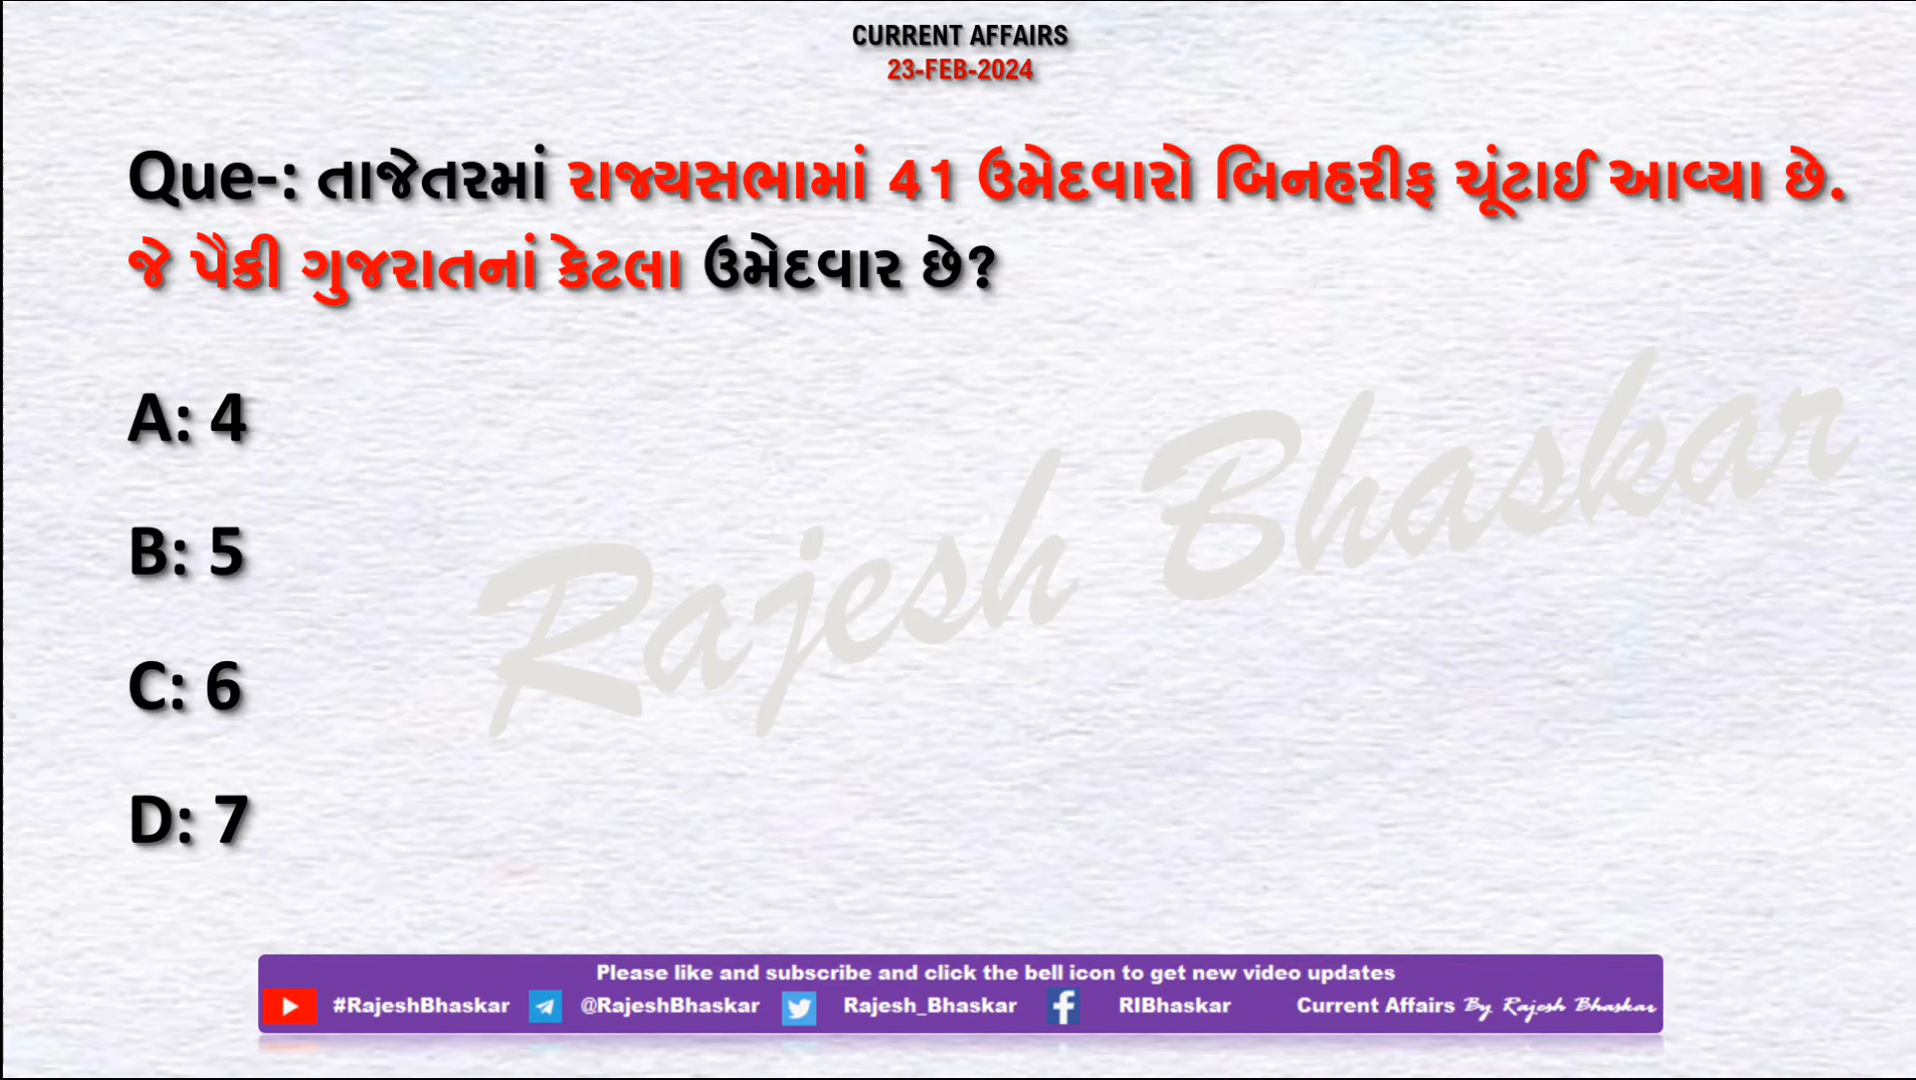 CURRENT AFFAIRS
23-FEB-2024
Que-: તાજેતરમાં રાજ્યસભામાં 41 ઉમેદવારો બિનહરીફ ચૂંટાઈ આવ્યા છે.
જે પૈકી ગુજરાતનાં કેટલા ઉમેદવાર છે?
A: 4
B: 5
C: 6
D: 7
Rajesh Bhaskar
Please like and subscribe and click the bell icon to get new video updates
#RajeshBhaskar @RajeshBhaskar Rajesh_Bhaskar RIBhaskar Current Affairs By Rajesh Bhaskar